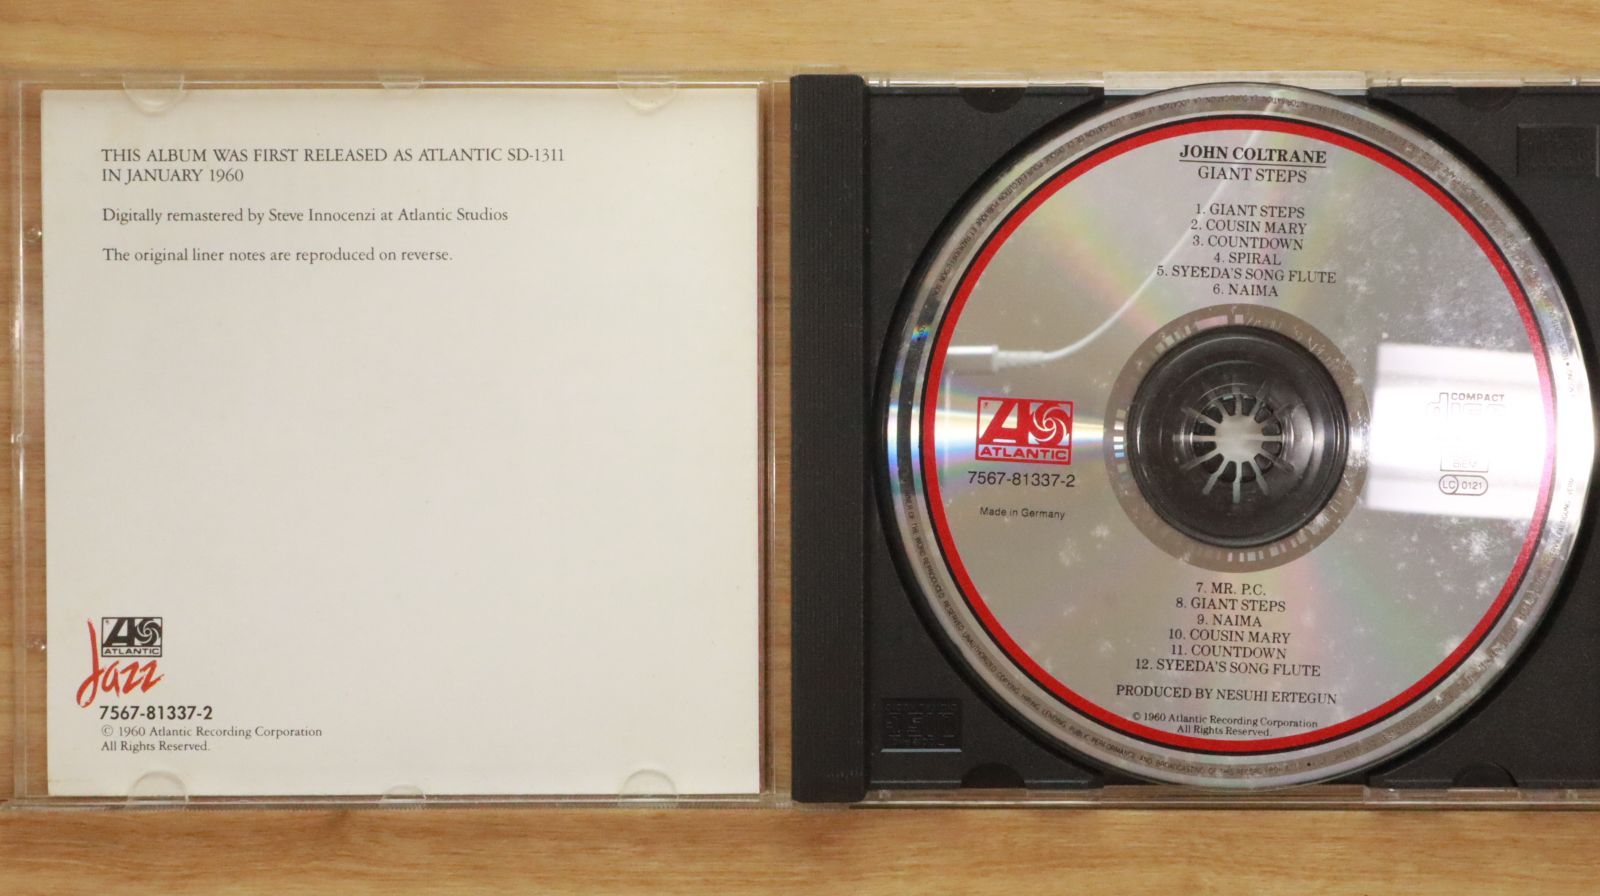 THIS ALBUM WAS FIRST RELEASED AS ATLANTIC SD-1311
IN JANUARY 1960
Digitally remastered by Steve Innocenzi at Atlantic Studios
The original liner notes are reproduced on reverse.
ATLANTIC
Jazz
7567-81337-2
© 1960 Atlantic Recording Corporation
All Rights Reserved.
JOHN COLTRANE
GIANT STEPS
1. GIANT STEPS
2. COUSIN MARY
3. COUNTDOWN
4. SPIRAL
5. SYEEDA'S SONG FLUTE
6. NAIMA
ATLANTIC
7567-81337-2
Made in Germany
COMPACT
disc
LC 0121
7. MR. P.C.
8. GIANT STEPS
9. NAIMA
10. COUSIN MARY
11. COUNTDOWN
12. SYEEDA'S SONG FLUTE
PRODUCED BY NESUHI ERTEGUN
© 1960 Atlantic Recording Corporation
All Rights Reserved.